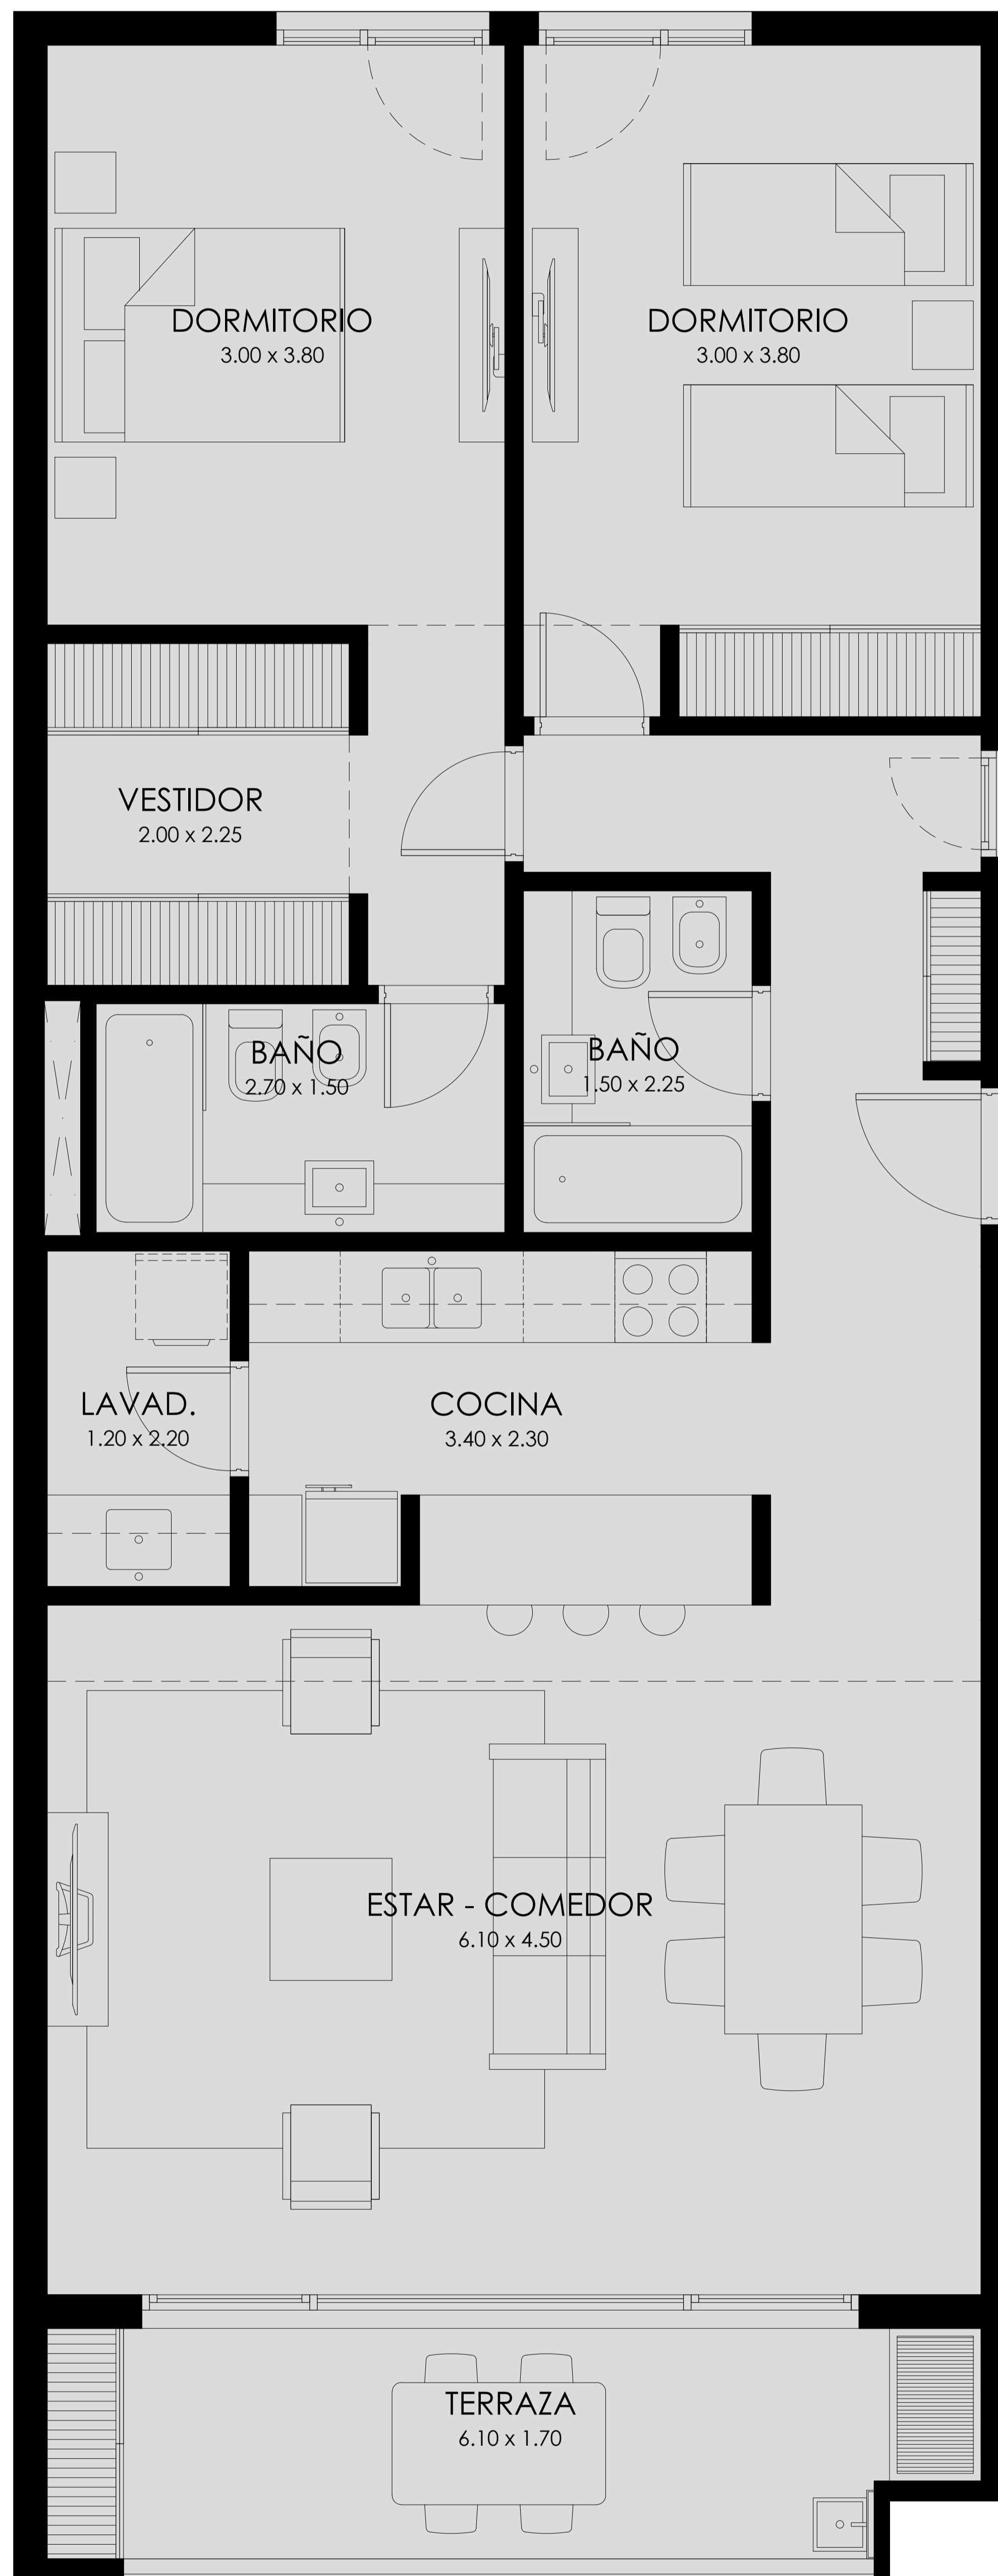 DORMITORIO
3.00 x 3.80
DORMITORIO
3.00 x 3.80
VESTIDOR
2.00 x 2.25
BAÑO
2.70 x 1.50
BAÑO
1.50 x 2.25
LAVAD.
1.20 x 2.20
COCINA
3.40 x 2.30
ESTAR - COMEDOR
6.10 x 4.50
TERRAZA
6.10 x 1.70